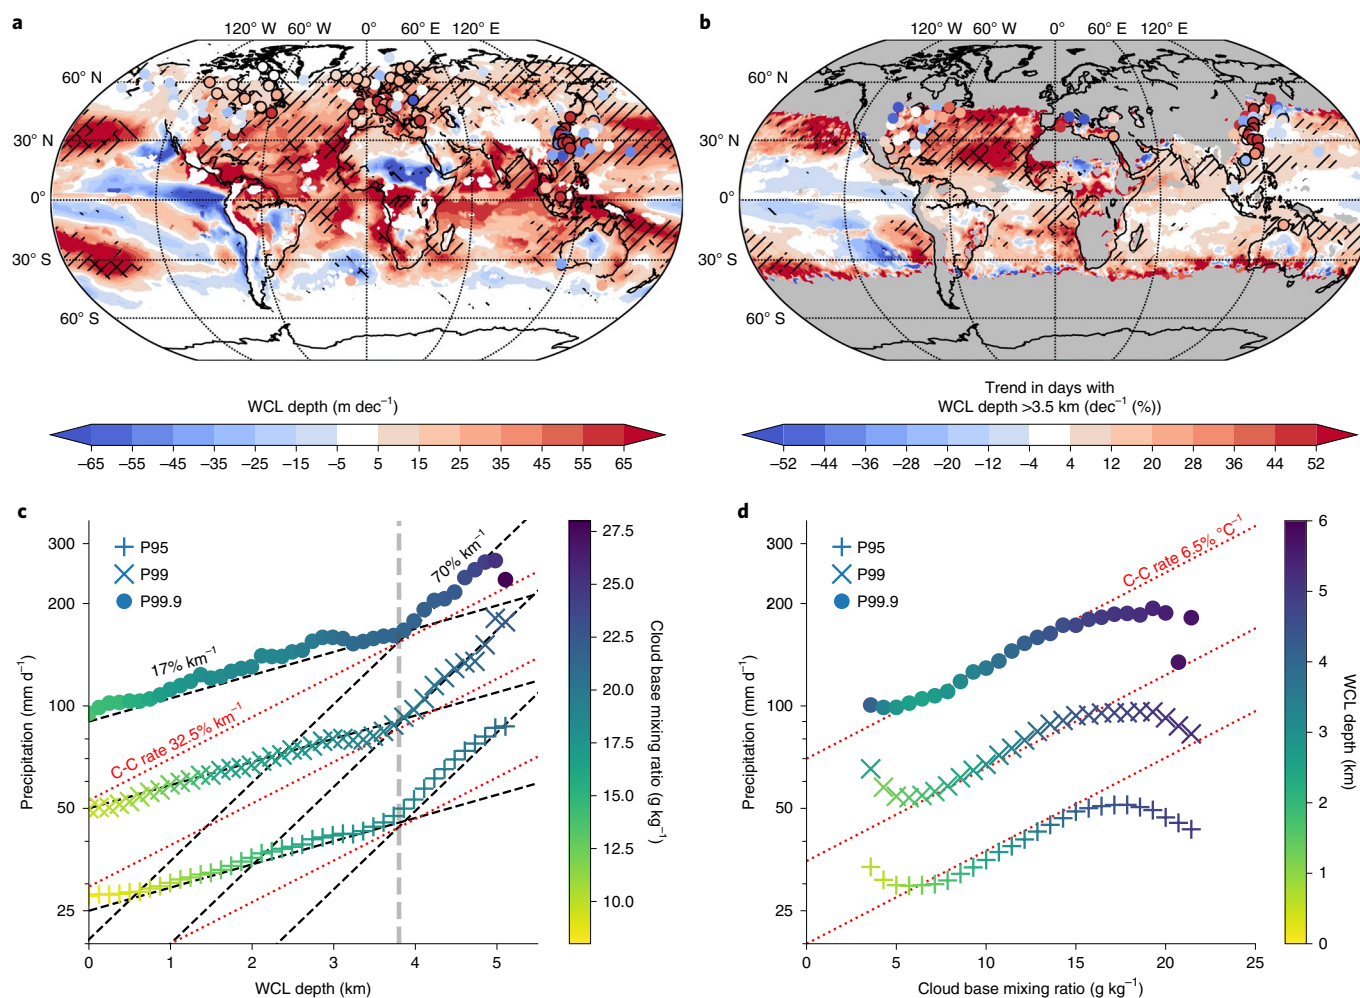 a
120° W 60° W 0° 60° E 120° E
60° N
30° N
0°
30° S
60° S
WCL depth (m dec⁻¹)
−65 −55 −45 −35 −25 −15 −5 5 15 25 35 45 55 65
b
120° W 60° W 0° 60° E 120° E
60° N
30° N
0°
30° S
60° S
Trend in days with
WCL depth >3.5 km (dec⁻¹ (%))
−52 −44 −36 −28 −20 −12 −4 4 12 20 28 36 44 52
c
P95
P99
P99.9
17% km⁻¹
70% km⁻¹
C-C rate 32.5% km⁻¹
300
200
100
50
25
Precipitation (mm d⁻¹)
0 1 2 3 4 5
WCL depth (km)
27.5
25.0
22.5
20.0
17.5
15.0
12.5
10.0
Cloud base mixing ratio (g kg⁻¹)
d
P95
P99
P99.9
C-C rate 6.5% °C⁻¹
300
200
100
50
25
Precipitation (mm d⁻¹)
0 5 10 15 20 25
Cloud base mixing ratio (g kg⁻¹)
6
5
4
3
2
1
0
WCL depth (km)